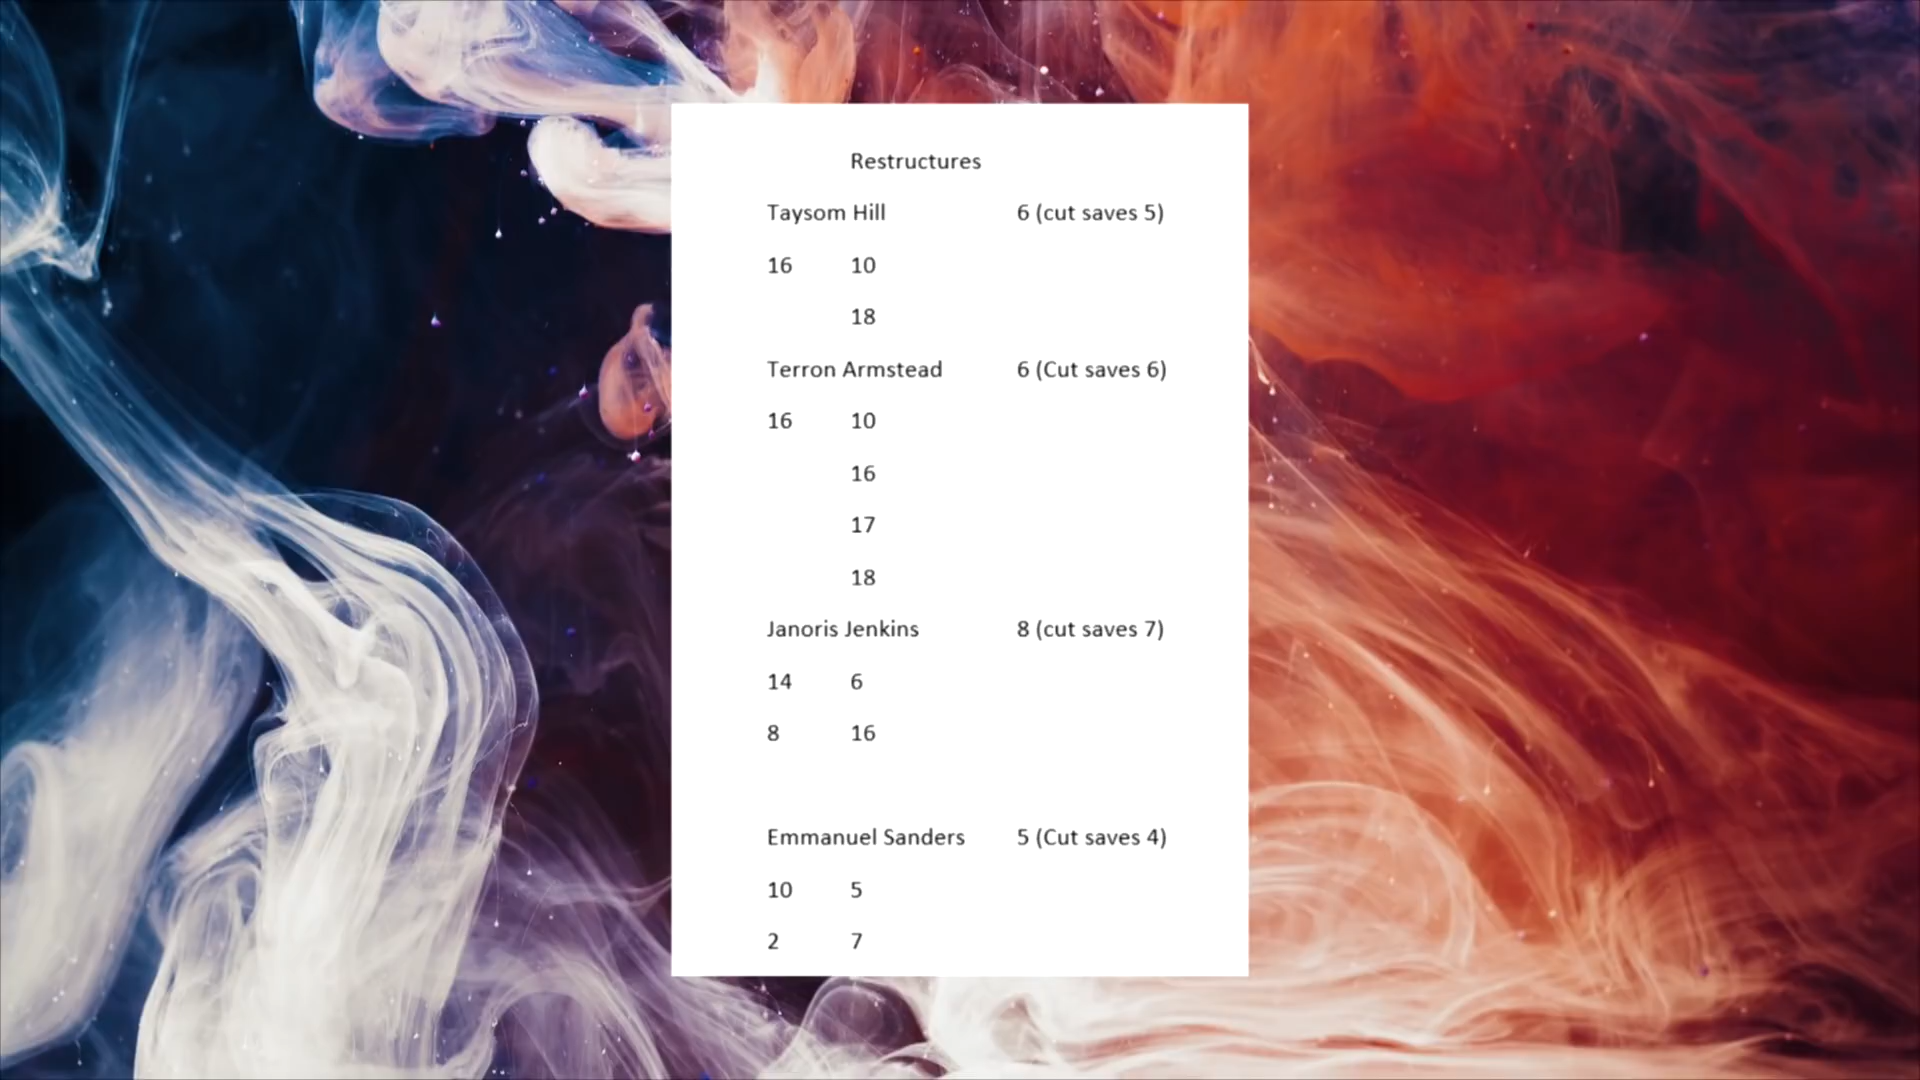 Restructures
Taysom Hill 6 (cut saves 5)
16 10
18
Terron Armstead 6 (Cut saves 6)
16 10
16
17
18
Janoris Jenkins 8 (cut saves 7)
14 6
8 16
Emmanuel Sanders 5 (Cut saves 4)
10 5
2 7